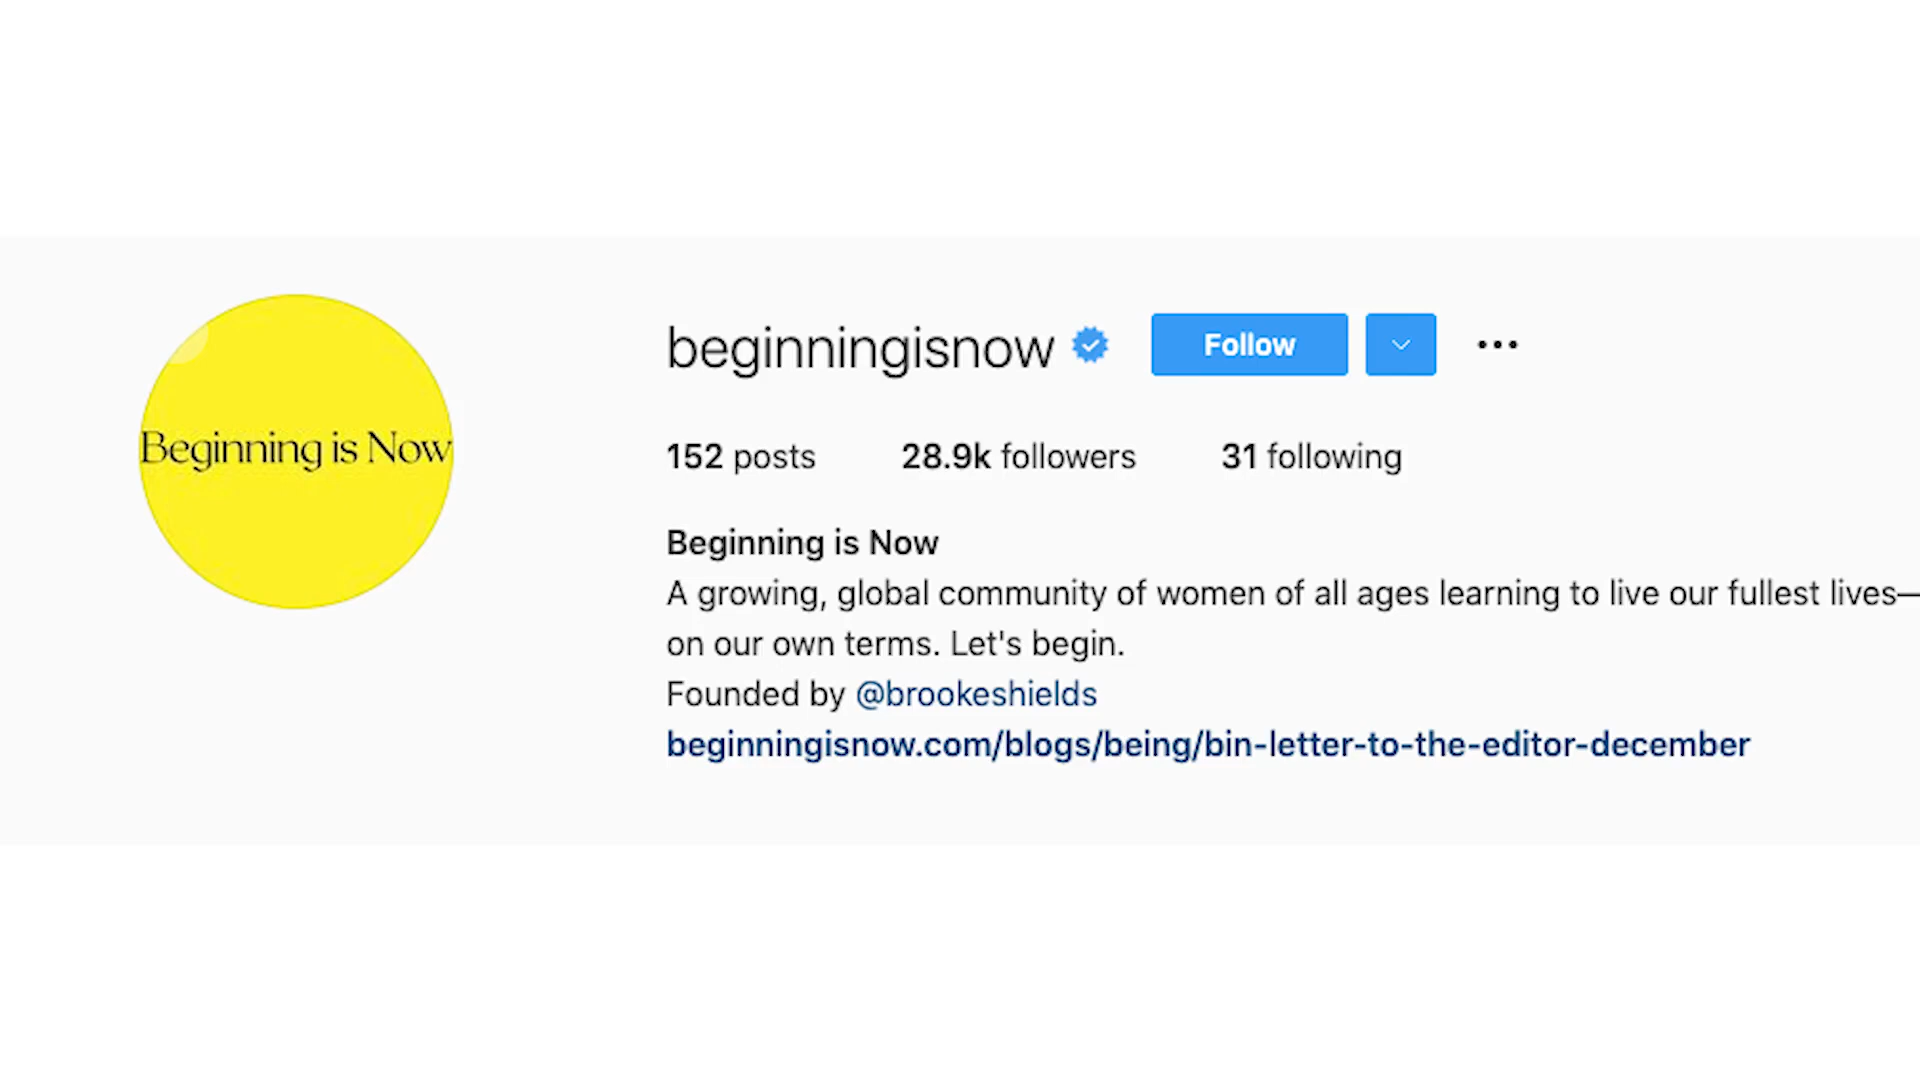 Beginning is Now
beginningisnow
Follow
152 posts 28.9k followers 31 following
Beginning is Now
A growing, global community of women of all ages learning to live our fullest lives—
on our own terms. Let's begin.
Founded by @brookeshields
beginningisnow.com/blogs/being/bin-letter-to-the-editor-december